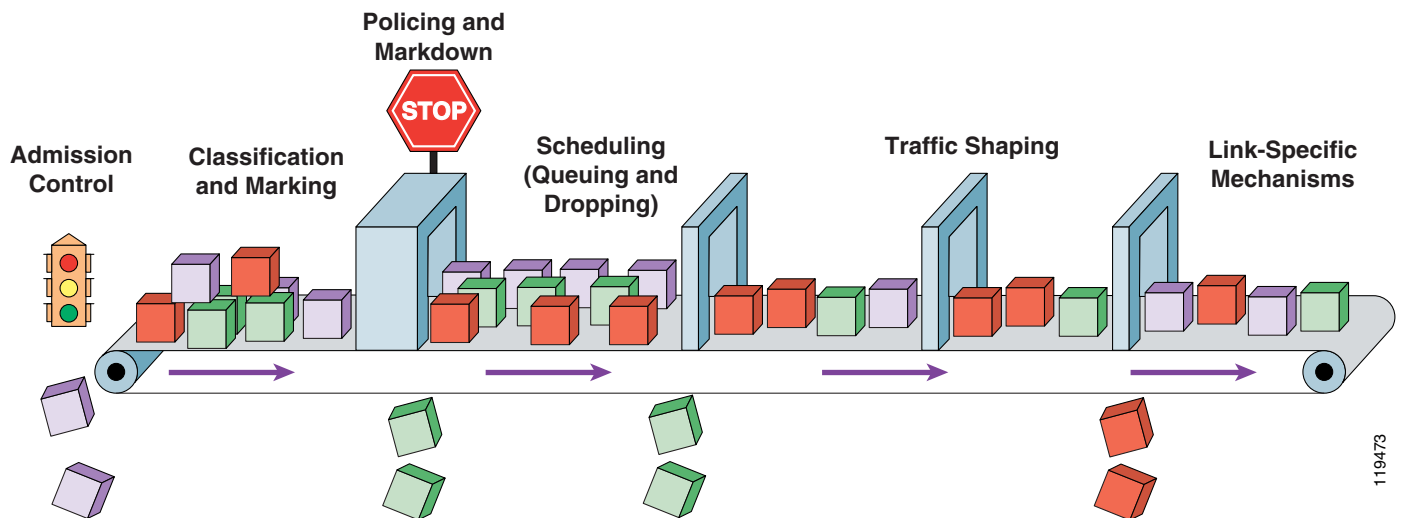 Policing and
Markdown
STOP
Admission
Control
Classification
and Marking
Scheduling
(Queuing and
Dropping)
Traffic Shaping
Link-Specific
Mechanisms
119473